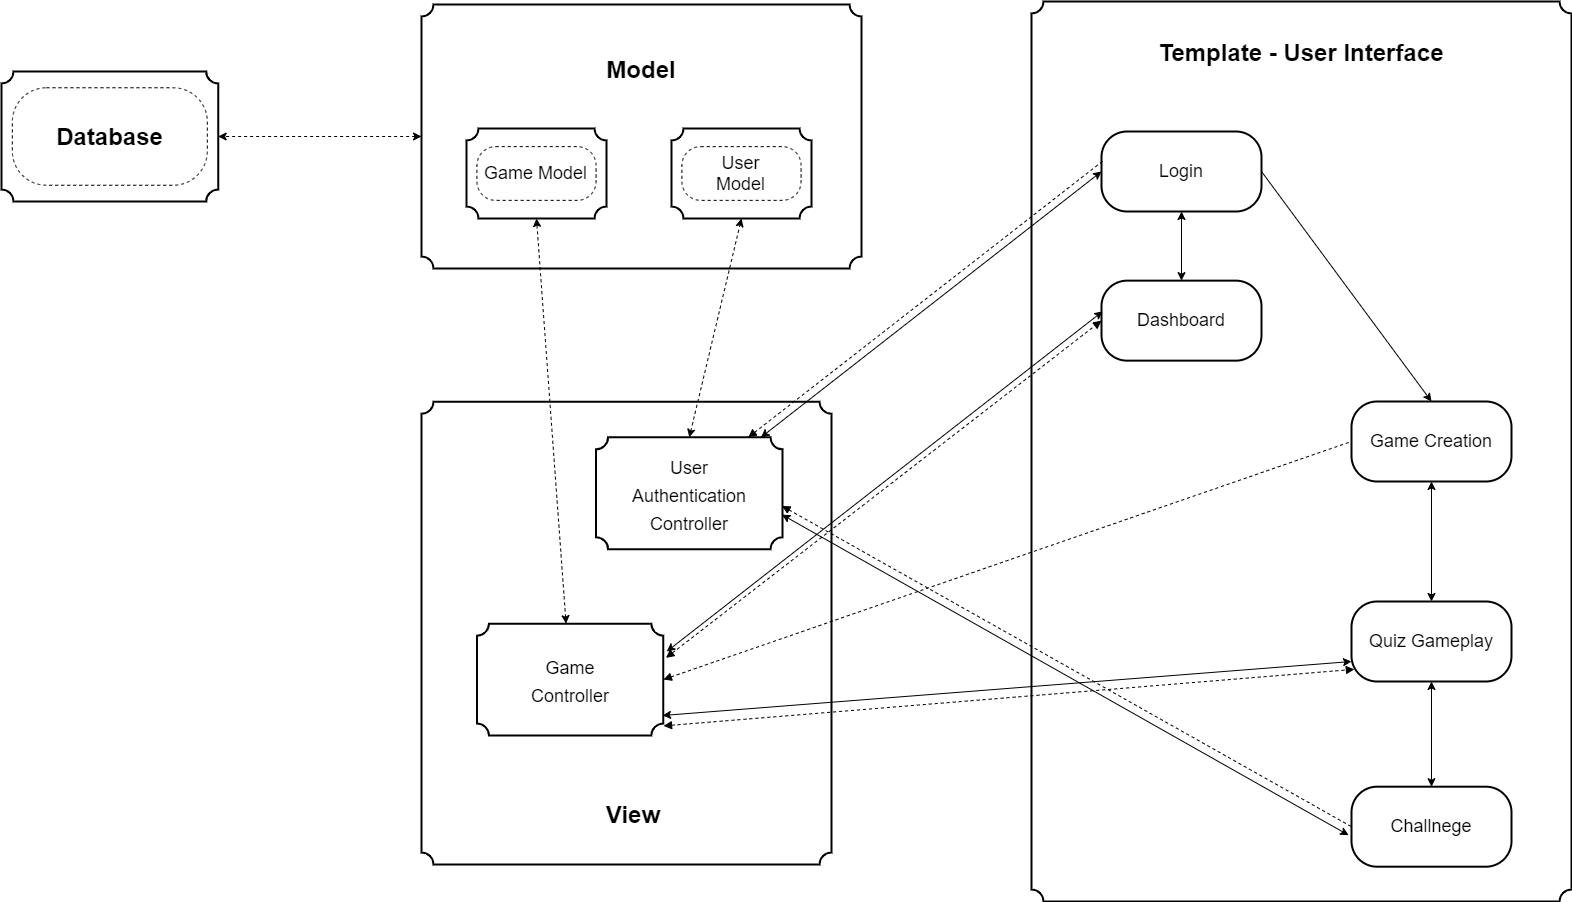 Database
Model
Game Model
User
Model
User
Authentication
Controller
Game
Controller
View
Template - User Interface
Login
Dashboard
Game Creation
Quiz Gameplay
Challnege